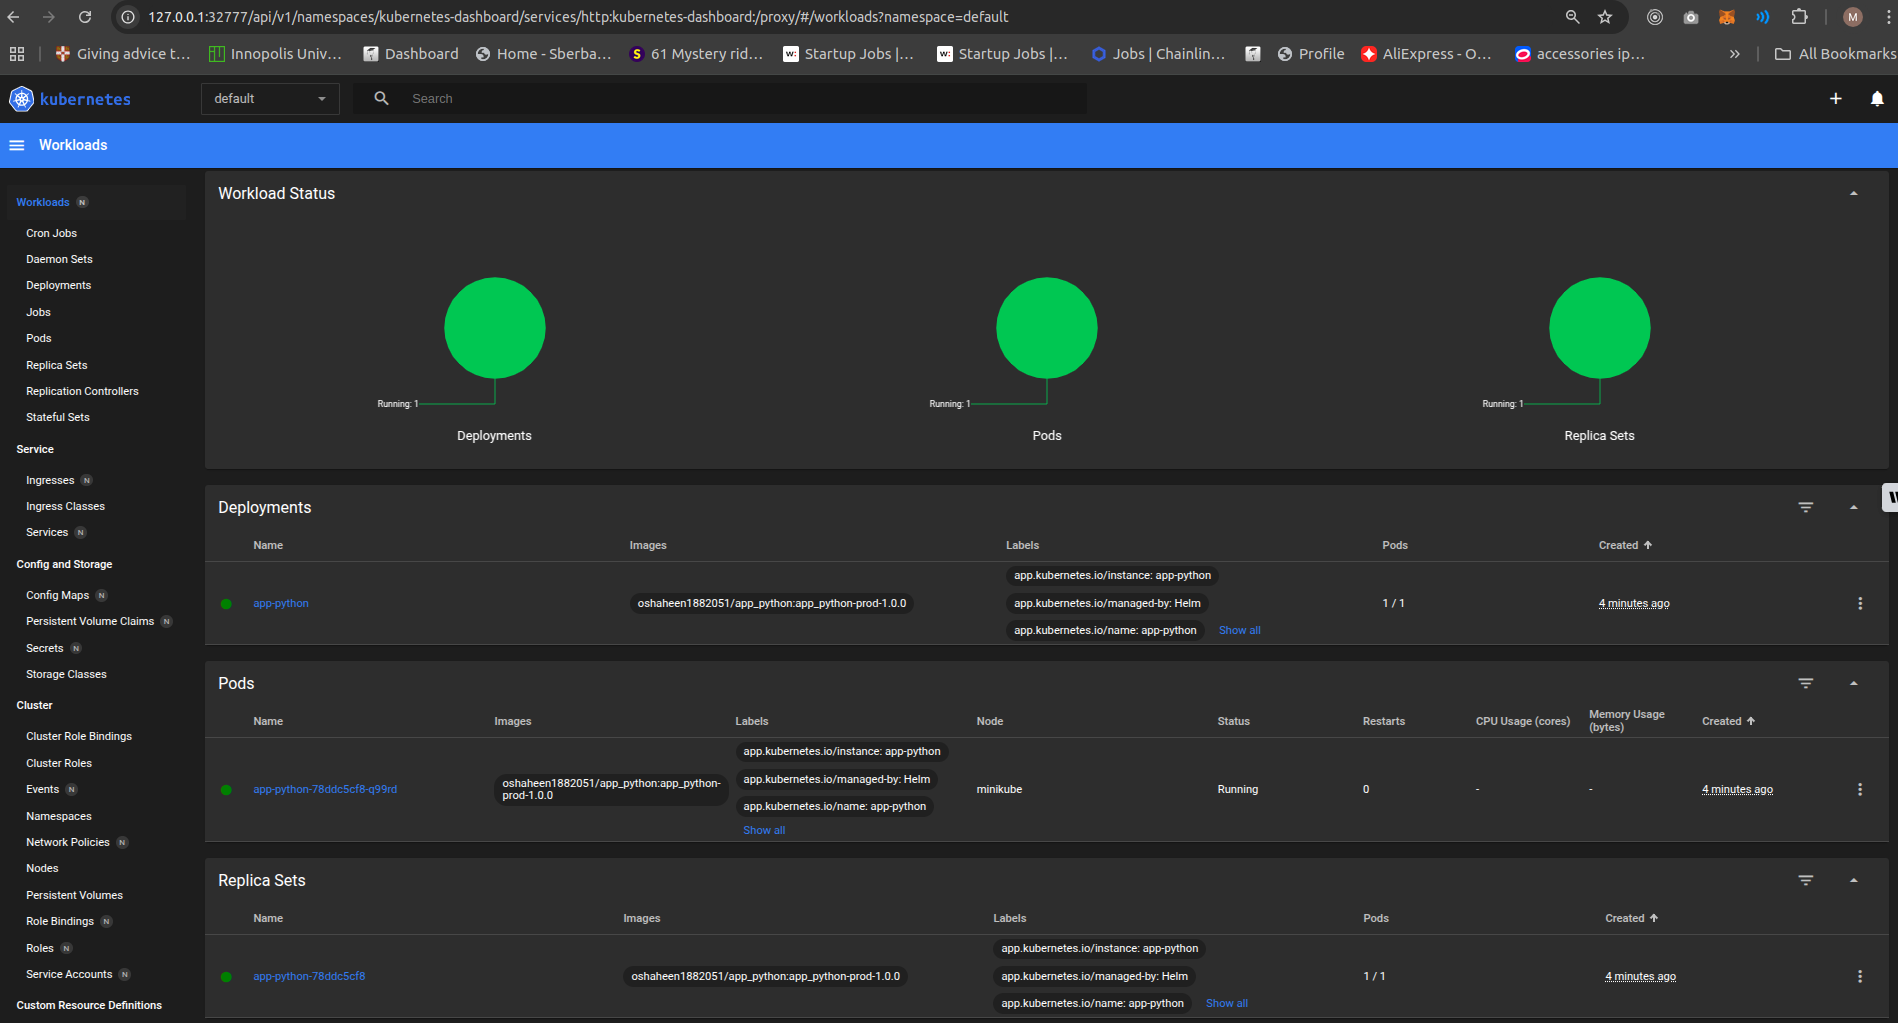 127.0.0.1:32777/api/v1/namespaces/kubernetes-dashboard/services/http:kubernetes-dashboard:/proxy/#/workloads?namespace=default
M
Giving advice t... Innopolis Univ... Dashboard Home - Sberba... S 61 Mystery rid... w: Startup Jobs |... w: Startup Jobs |... Jobs | Chainlin... Profile AliExpress - O... accessories ip... » All Bookmarks
kubernetes default Search
Workloads
Workloads N
Cron Jobs
Daemon Sets
Deployments
Jobs
Pods
Replica Sets
Replication Controllers
Stateful Sets
Service
Ingresses N
Ingress Classes
Services N
Config and Storage
Config Maps N
Persistent Volume Claims N
Secrets N
Storage Classes
Cluster
Cluster Role Bindings
Cluster Roles
Events N
Namespaces
Network Policies N
Nodes
Persistent Volumes
Role Bindings N
Roles N
Service Accounts N
Custom Resource Definitions
Workload Status
Running: 1 Running: 1 Running: 1
Deployments Pods Replica Sets
Deployments
Name Images Labels Pods Created
app-python oshaheen1882051/app_python:app_python-prod-1.0.0 1 / 1 4 minutes ago
app.kubernetes.io/instance: app-python
app.kubernetes.io/managed-by: Helm
app.kubernetes.io/name: app-python Show all
Pods
Name Images Labels Node Status Restarts CPU Usage (cores) Memory Usage (bytes) Created
app-python-78ddc5cf8-q99rd
oshaheen1882051/app_python:app_python-
prod-1.0.0
app.kubernetes.io/instance: app-python
app.kubernetes.io/managed-by: Helm
app.kubernetes.io/name: app-python
Show all
minikube Running 0 - - 4 minutes ago
Replica Sets
Name Images Labels Pods Created
app-python-78ddc5cf8 oshaheen1882051/app_python:app_python-prod-1.0.0 1 / 1 4 minutes ago
app.kubernetes.io/instance: app-python
app.kubernetes.io/managed-by: Helm
app.kubernetes.io/name: app-python Show all